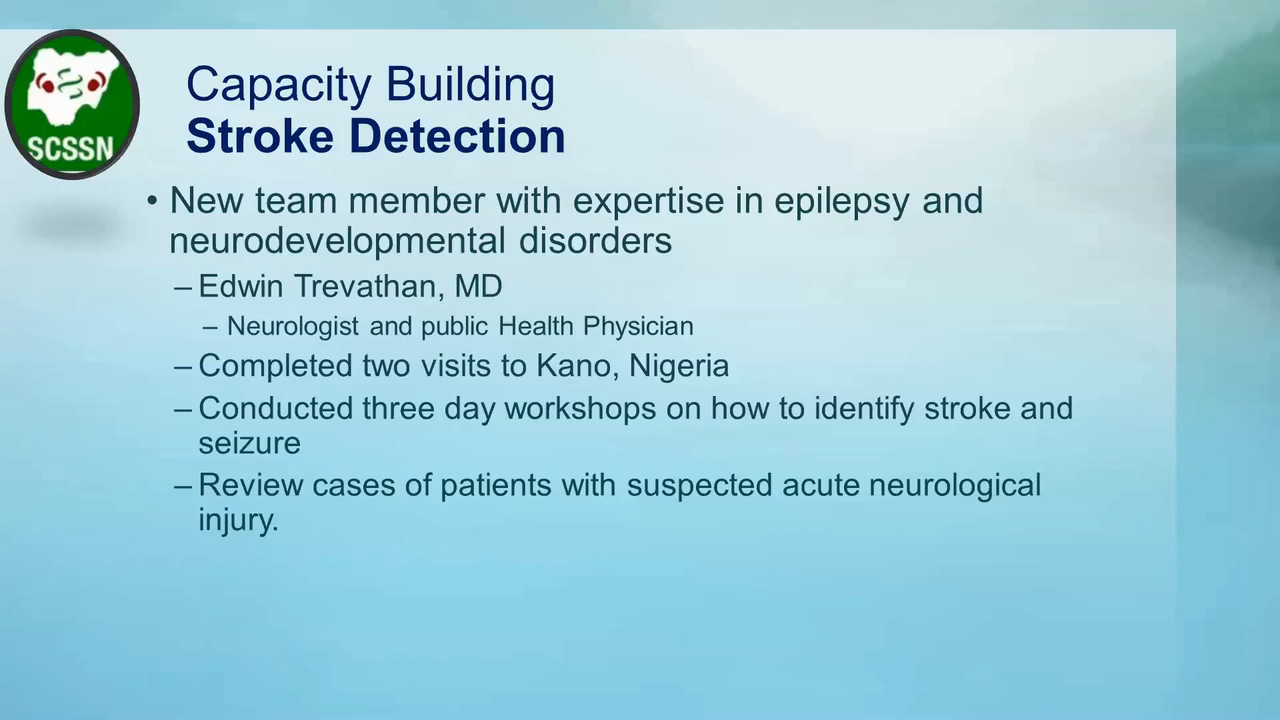 SCSSN
Capacity Building
Stroke Detection
• New team member with expertise in epilepsy and
neurodevelopmental disorders
– Edwin Trevathan, MD
– Neurologist and public Health Physician
– Completed two visits to Kano, Nigeria
– Conducted three day workshops on how to identify stroke and
seizure
– Review cases of patients with suspected acute neurological
injury.